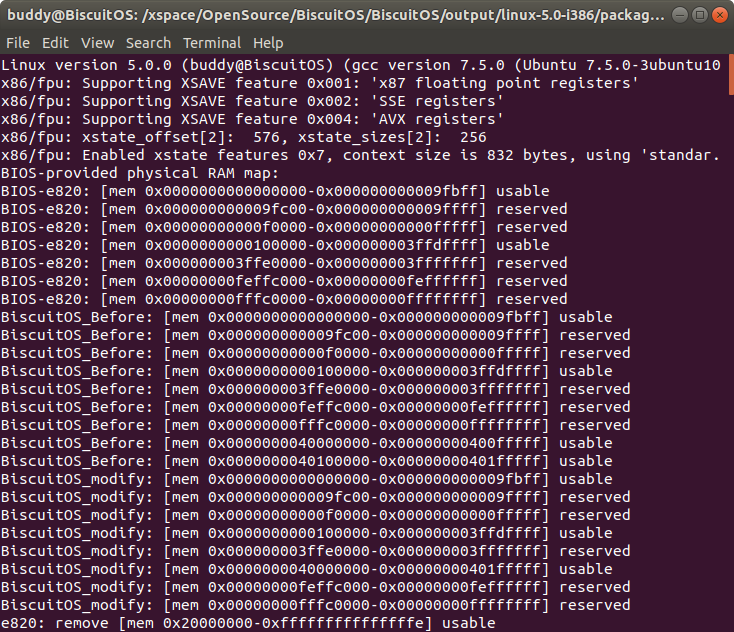 buddy@BiscuitOS: /xspace/OpenSource/BiscuitOS/BiscuitOS/output/linux-5.0-i386/packag...
File Edit View Search Terminal Help
Linux version 5.0.0 (buddy@BiscuitOS) (gcc version 7.5.0 (Ubuntu 7.5.0-3ubuntu10
x86/fpu: Supporting XSAVE feature 0x001: 'x87 floating point registers'
x86/fpu: Supporting XSAVE feature 0x002: 'SSE registers'
x86/fpu: Supporting XSAVE feature 0x004: 'AVX registers'
x86/fpu: xstate_offset[2]:  576, xstate_sizes[2]:  256
x86/fpu: Enabled xstate features 0x7, context size is 832 bytes, using 'standar.
BIOS-provided physical RAM map:
BIOS-e820: [mem 0x0000000000000000-0x000000000009fbff] usable
BIOS-e820: [mem 0x000000000009fc00-0x000000000009ffff] reserved
BIOS-e820: [mem 0x00000000000f0000-0x00000000000fffff] reserved
BIOS-e820: [mem 0x0000000000100000-0x000000003ffdffff] usable
BIOS-e820: [mem 0x000000003ffe0000-0x000000003fffffff] reserved
BIOS-e820: [mem 0x00000000feffc000-0x00000000feffffff] reserved
BIOS-e820: [mem 0x00000000fffc0000-0x00000000ffffffff] reserved
BiscuitOS_Before: [mem 0x0000000000000000-0x000000000009fbff] usable
BiscuitOS_Before: [mem 0x000000000009fc00-0x000000000009ffff] reserved
BiscuitOS_Before: [mem 0x00000000000f0000-0x00000000000fffff] reserved
BiscuitOS_Before: [mem 0x0000000000100000-0x000000003ffdffff] usable
BiscuitOS_Before: [mem 0x000000003ffe0000-0x000000003fffffff] reserved
BiscuitOS_Before: [mem 0x00000000feffc000-0x00000000feffffff] reserved
BiscuitOS_Before: [mem 0x00000000fffc0000-0x00000000ffffffff] reserved
BiscuitOS_Before: [mem 0x0000000040000000-0x00000000400fffff] usable
BiscuitOS_Before: [mem 0x0000000040100000-0x00000000401fffff] usable
BiscuitOS_modify: [mem 0x0000000000000000-0x000000000009fbff] usable
BiscuitOS_modify: [mem 0x000000000009fc00-0x000000000009ffff] reserved
BiscuitOS_modify: [mem 0x00000000000f0000-0x00000000000fffff] reserved
BiscuitOS_modify: [mem 0x0000000000100000-0x000000003ffdffff] usable
BiscuitOS_modify: [mem 0x000000003ffe0000-0x000000003fffffff] reserved
BiscuitOS_modify: [mem 0x0000000040000000-0x00000000401fffff] usable
BiscuitOS_modify: [mem 0x00000000feffc000-0x00000000feffffff] reserved
BiscuitOS_modify: [mem 0x00000000fffc0000-0x00000000ffffffff] reserved
e820: remove [mem 0x20000000-0xfffffffffffffffe] usable